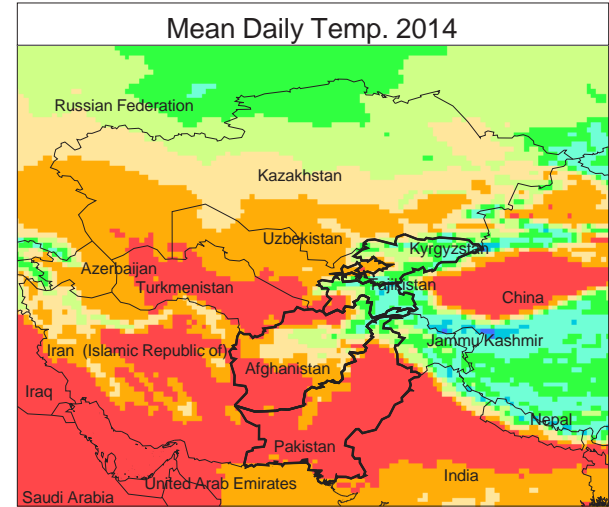 Mean Daily Temp. 2014
Russian Federation
Kazakhstan
Uzbekistan
Kyrgyzstan
Azerbaijan
Turkmenistan
Tajikistan
China
Iran (Islamic Republic of)
Jammu/Kashmir
Afghanistan
Iraq
Nepal
Pakistan
India
United Arab Emirates
Saudi Arabia